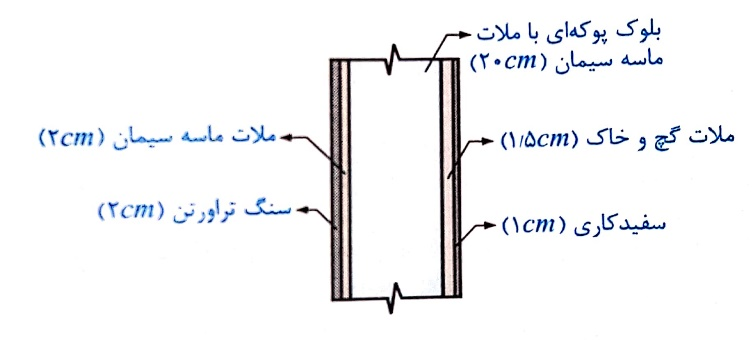 بلوک پوکه‌ای با ملات
ماسه سیمان (۲۰cm)
ملات گچ و خاک (۱/۵cm)
ملات ماسه سیمان (۲cm)
سنگ تراورتن (۲cm)
سفیدکاری (۱cm)